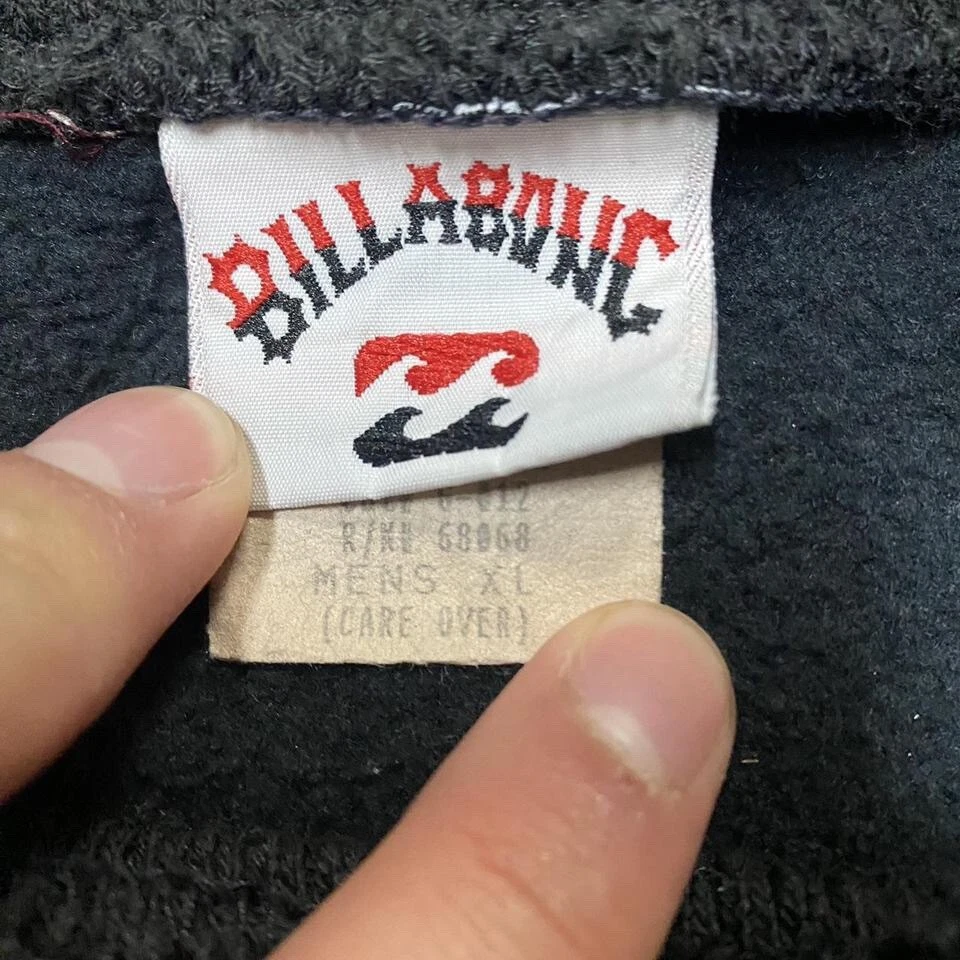 BILLABONG
R/N# 68068
MENS XL
(CARE OVER)